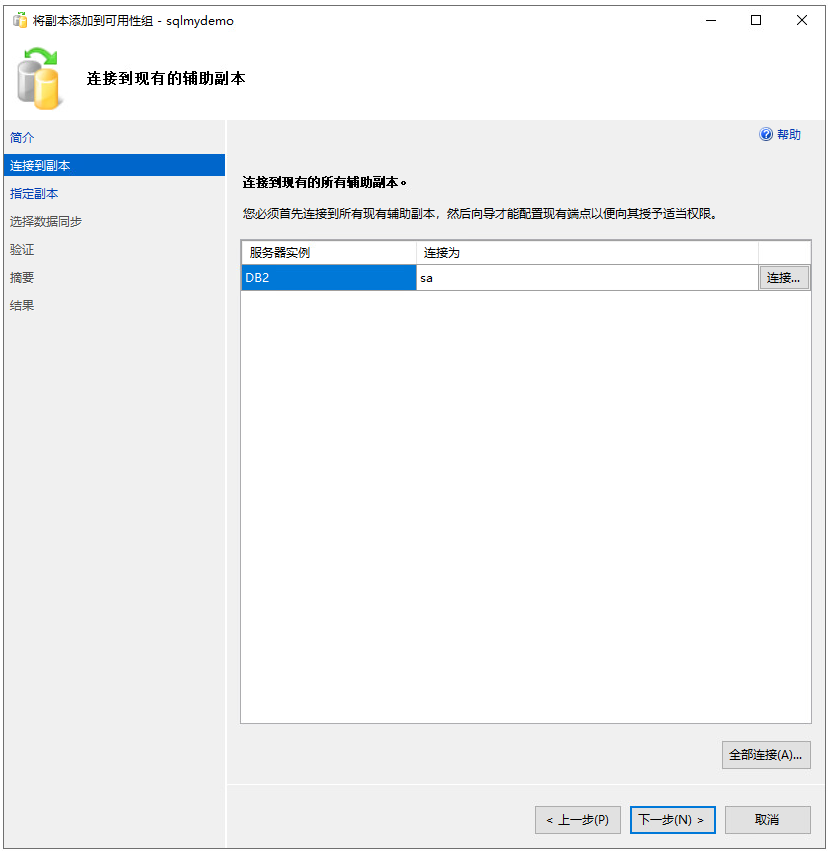 将副本添加到可用性组 - sqlmydemo
连接到现有的辅助副本
简介
连接到副本
指定副本
选择数据同步
验证
摘要
结果
帮助
连接到现有的所有辅助副本。
您必须首先连接到所有现有辅助副本，然后向导才能配置现有端点以便向其授予适当权限。
服务器实例 连接为
DB2 sa 连接...
全部连接(A)...
< 上一步(P) 下一步(N) > 取消